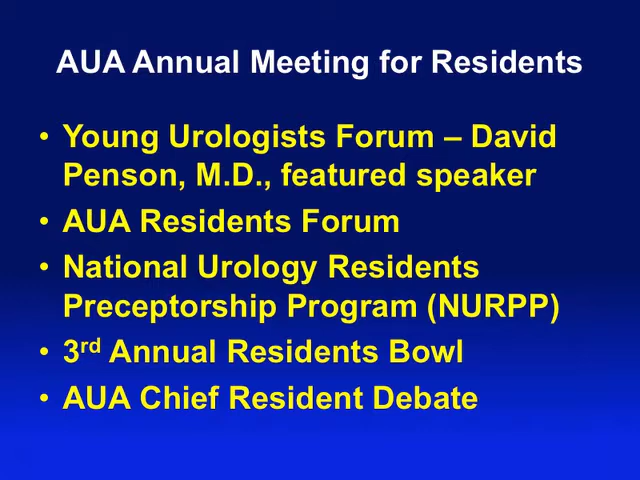 AUA Annual Meeting for Residents
• Young Urologists Forum – David
Penson, M.D., featured speaker
• AUA Residents Forum
• National Urology Residents
Preceptorship Program (NURPP)
• 3rd Annual Residents Bowl
• AUA Chief Resident Debate